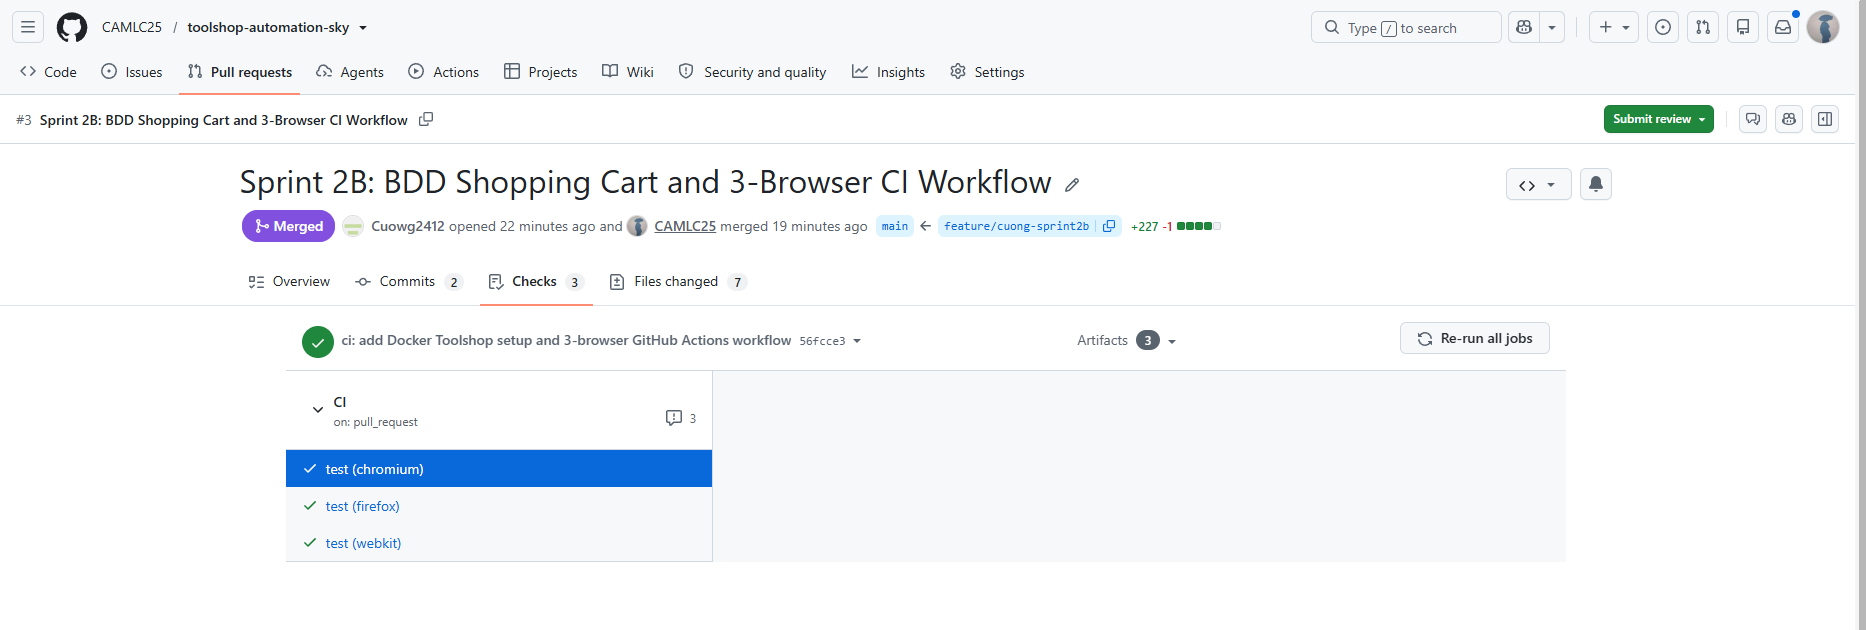 CAMLC25 / toolshop-automation-sky
Type / to search
Code Issues Pull requests Agents Actions Projects Wiki Security and quality Insights Settings
#3 Sprint 2B: BDD Shopping Cart and 3-Browser CI Workflow
Submit review
Sprint 2B: BDD Shopping Cart and 3-Browser CI Workflow
Merged Cuowg2412 opened 22 minutes ago and CAMLC25 merged 19 minutes ago main ← feature/cuong-sprint2b +227 -1
Overview Commits 2 Checks 3 Files changed 7
ci: add Docker Toolshop setup and 3-browser GitHub Actions workflow 56fcce3
Artifacts 3
Re-run all jobs
CI
on: pull_request
3
test (chromium)
test (firefox)
test (webkit)